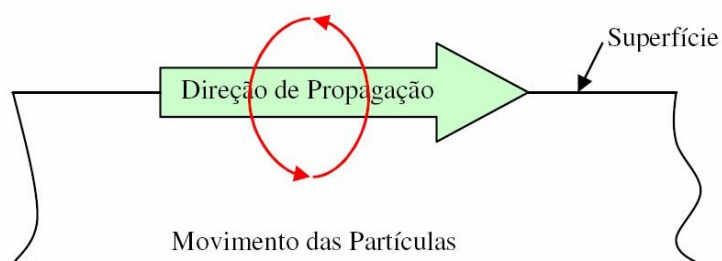 Superfície
Direção de Propagação
Movimento das Partículas